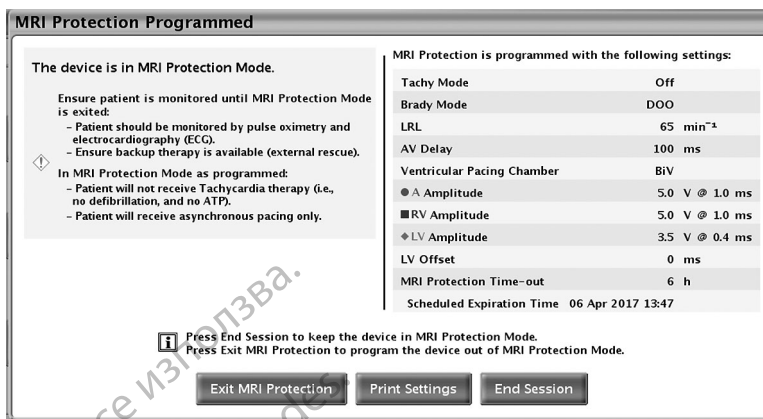 MRI Protection Programmed
The device is in MRI Protection Mode.
Ensure patient is monitored until MRI Protection Mode
is exited:
– Patient should be monitored by pulse oximetry and
electrocardiography (ECG).
– Ensure backup therapy is available (external rescue).
In MRI Protection Mode as programmed:
– Patient will not receive Tachycardia therapy (i.e.,
no defibrillation, and no ATP).
– Patient will receive asynchronous pacing only.
MRI Protection is programmed with the following settings:
Tachy Mode Off
Brady Mode DOO
LRL 65 min⁻¹
AV Delay 100 ms
Ventricular Pacing Chamber BiV
A Amplitude 5.0 V @ 1.0 ms
RV Amplitude 5.0 V @ 1.0 ms
LV Amplitude 3.5 V @ 0.4 ms
LV Offset 0 ms
MRI Protection Time-out 6 h
Scheduled Expiration Time 06 Apr 2017 13:47
Press End Session to keep the device in MRI Protection Mode.
Press Exit MRI Protection to program the device out of MRI Protection Mode.
Exit MRI Protection Print Settings End Session
се използва.